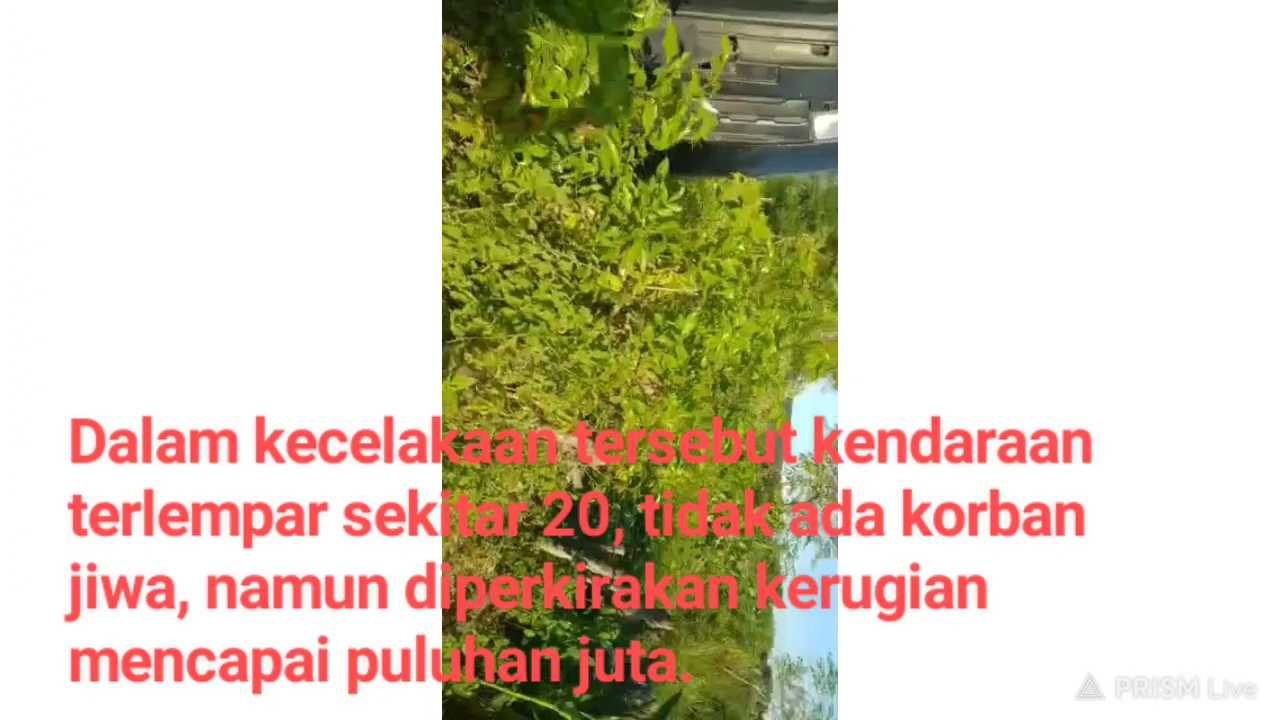 Dalam kecelakaan tersebut kendaraan
terlempar sekitar 20, tidak ada korban
jiwa, namun diperkirakan kerugian
mencapai puluhan juta.
PRISM Live